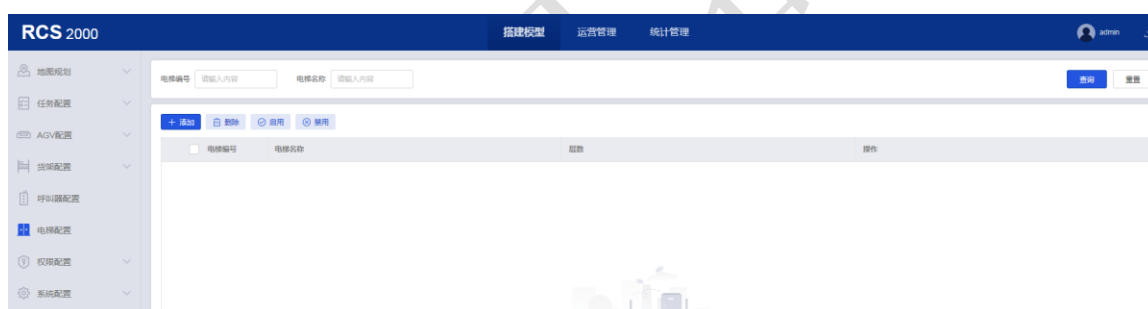 RCS 2000 搭建模型 运营管理 统计管理 admin
地图规划
任务配置
AGV配置
货架配置
呼叫器配置
电梯配置
权限配置
系统配置
电梯编号 请输入内容 电梯名称 请输入内容 查询 重置
+ 添加 删除 启用 禁用
电梯编号 电梯名称 层数 操作